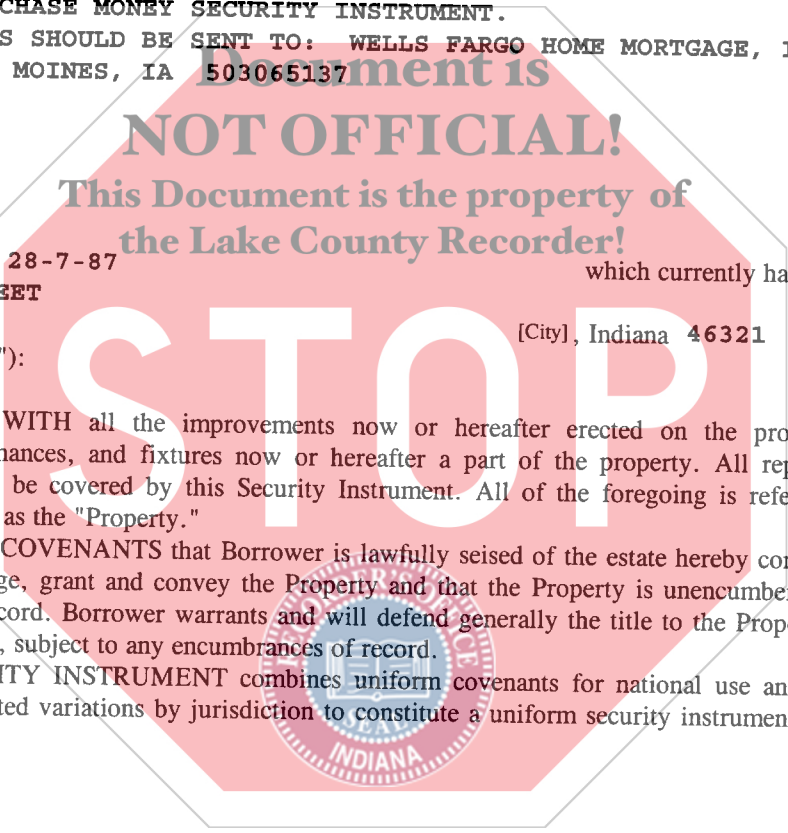 CHASE MONEY SECURITY INSTRUMENT.
S SHOULD BE SENT TO: WELLS FARGO HOME MORTGAGE, I
MOINES, IA 503065137
Document is
NOT OFFICIAL!
This Document is the property of
the Lake County Recorder!
28-7-87
which currently ha
EET
STOP
[City], Indiana 46321
"):
WITH all the improvements now or hereafter erected on the pro
nances, and fixtures now or hereafter a part of the property. All rep
be covered by this Security Instrument. All of the foregoing is refe
as the "Property."
COVENANTS that Borrower is lawfully seised of the estate hereby con
ge, grant and convey the Property and that the Property is unencumbe
cord. Borrower warrants and will defend generally the title to the Prop
, subject to any encumbrances of record.
ITY INSTRUMENT combines uniform covenants for national use an
ted variations by jurisdiction to constitute a uniform security instrumen
RECORDER'S OFFICE
SEAL
INDIANA